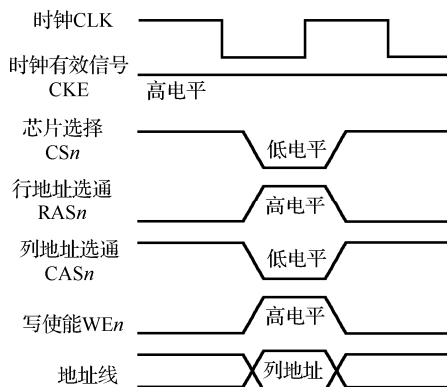 时钟CLK
时钟有效信号
CKE
高电平
芯片选择
CSn
低电平
行地址选通
RASn
高电平
列地址选通
CASn
低电平
写使能WEn
高电平
地址线
列地址